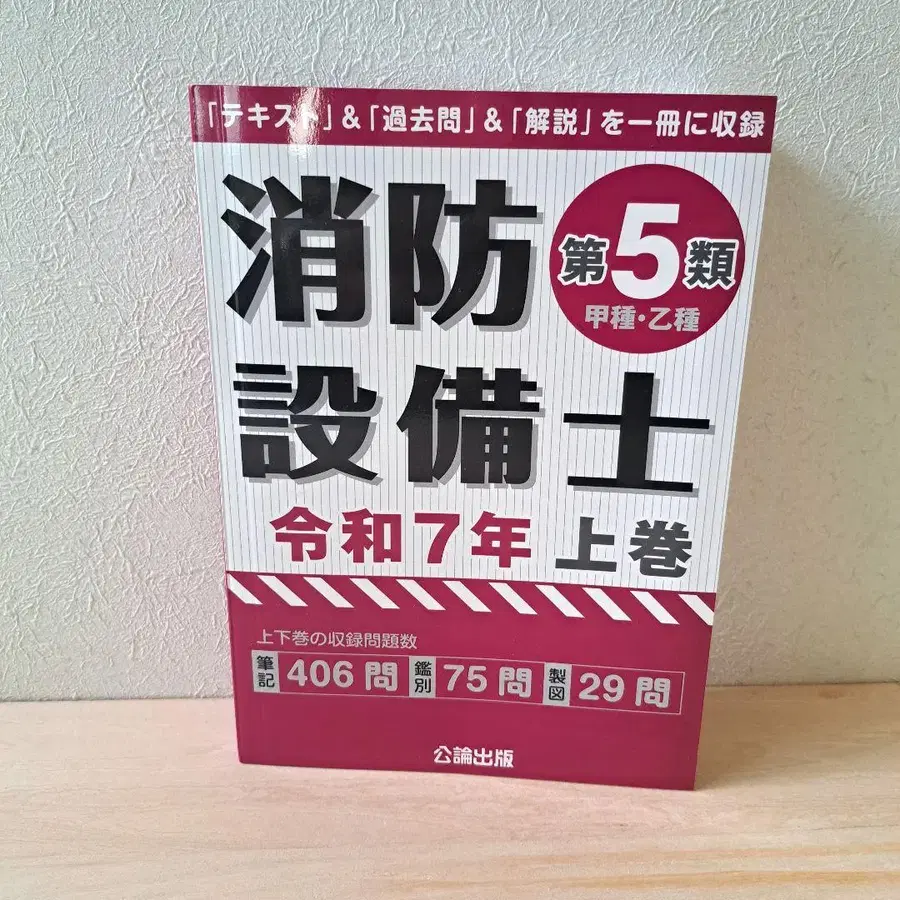 「テキスト」&「過去問」&「解説」を一冊に収録
消防
第5類
甲種・乙種
設備士
令和7年 上巻
上下巻の収録問題数
筆記 406問 鑑別 75問 製図 29問
公論出版